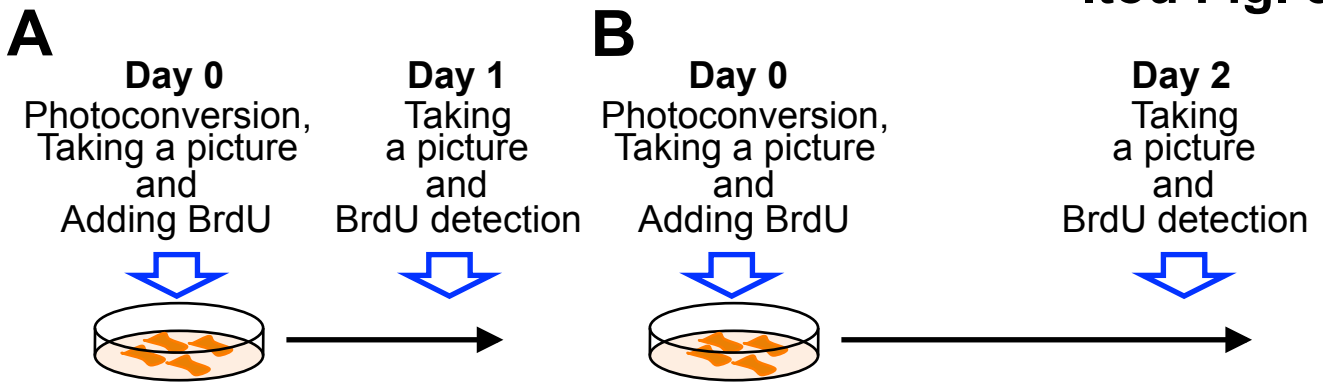 A
Day 0
Photoconversion,
Taking a picture
and
Adding BrdU
Day 1
Taking
a picture
and
BrdU detection
B
Day 0
Photoconversion,
Taking a picture
and
Adding BrdU
Day 2
Taking
a picture
and
BrdU detection